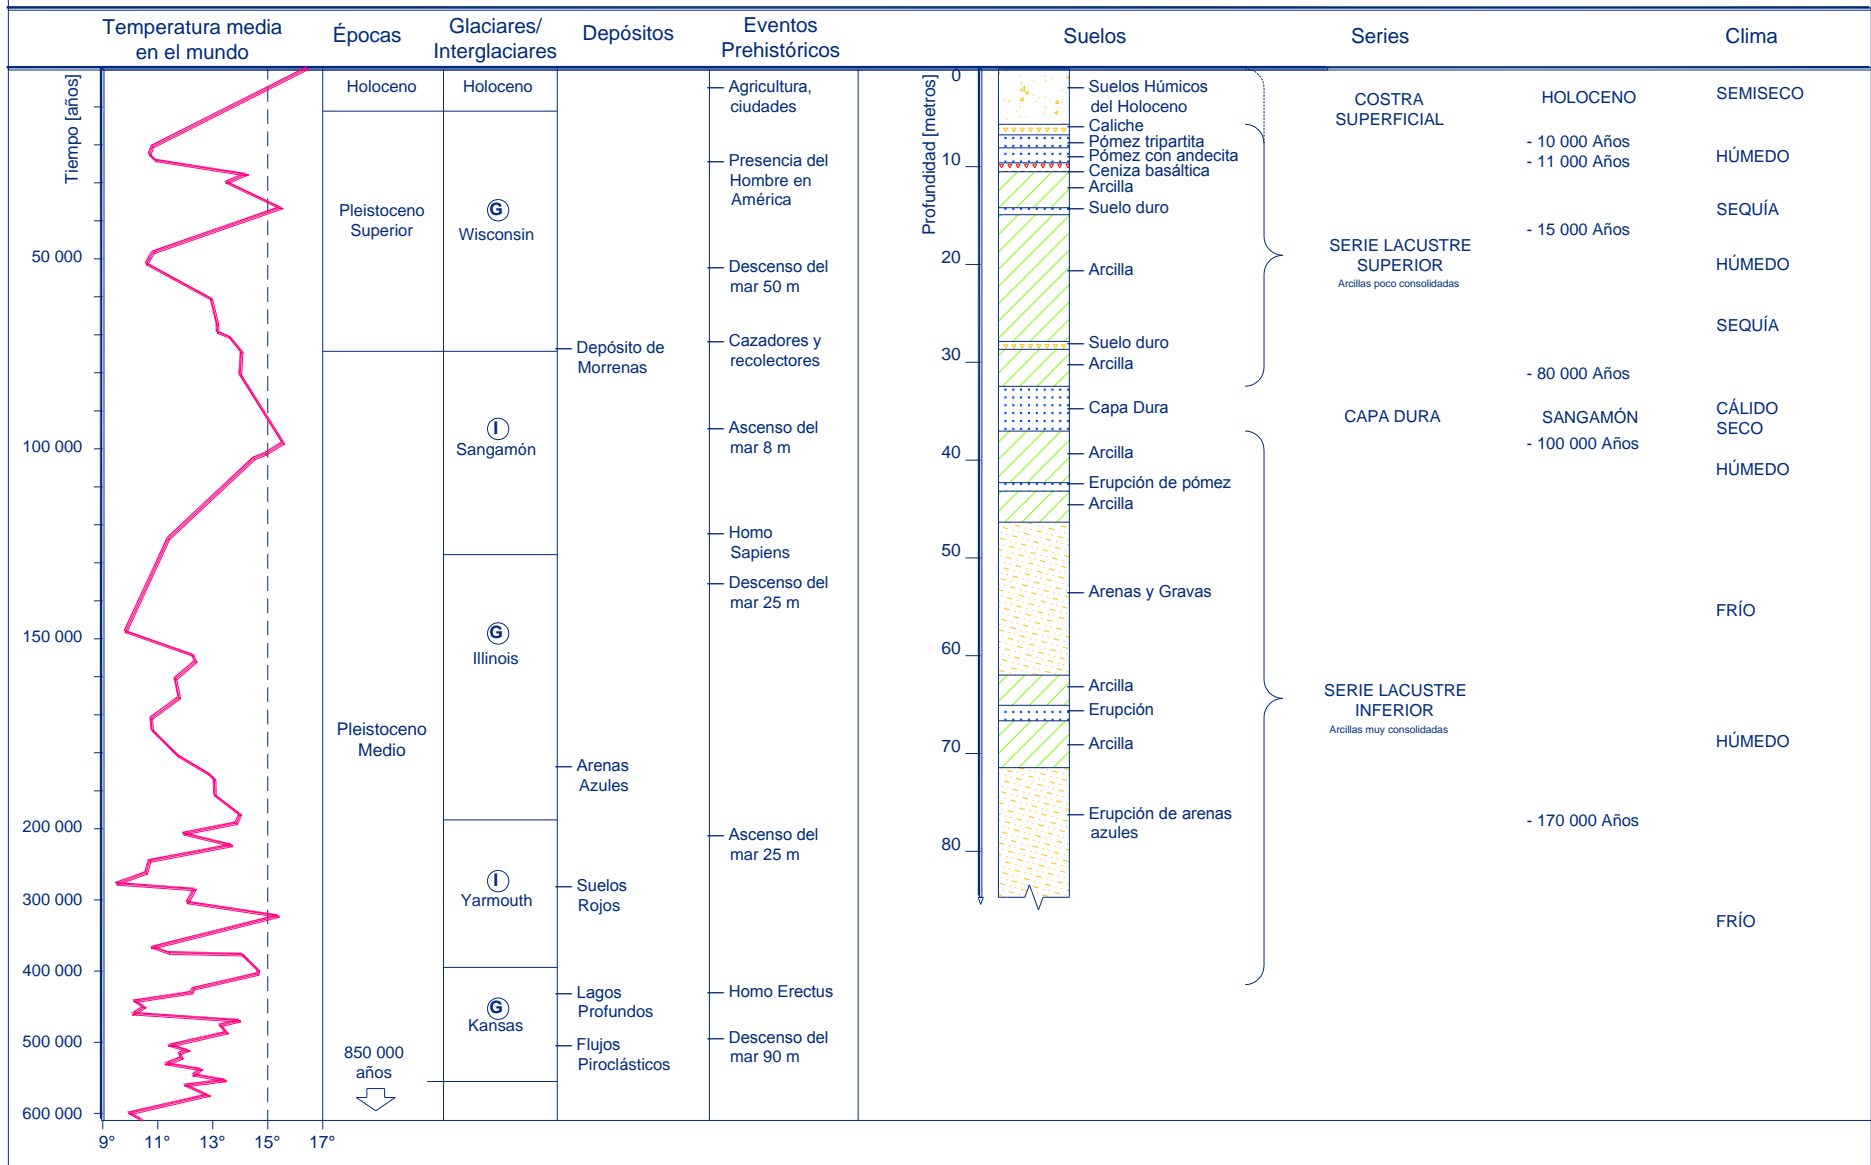 Temperatura media
en el mundo
Épocas
Glaciares/
Interglaciares
Depósitos
Eventos
Prehistóricos
Suelos
Series
Clima
Tiempo [años]
50 000
100 000
150 000
200 000
300 000
400 000
500 000
600 000
9°
11°
13°
15°
17°
Holoceno
Pleistoceno
Superior
Pleistoceno
Medio
850 000
años
Holoceno
G
Wisconsin
I
Sangamón
G
Illinois
I
Yarmouth
G
Kansas
Depósito de
Morrenas
Arenas
Azules
Suelos
Rojos
Lagos
Profundos
Flujos
Piroclásticos
Agricultura,
ciudades
Presencia del
Hombre en
América
Descenso del
mar 50 m
Cazadores y
recolectores
Ascenso del
mar 8 m
Homo
Sapiens
Descenso del
mar 25 m
Ascenso del
mar 25 m
Homo Erectus
Descenso del
mar 90 m
Profundidad [metros]
0
10
20
30
40
50
60
70
80
Suelos Húmicos
del Holoceno
Caliche
Pómez tripartita
Pómez con andecita
Ceniza basáltica
Arcilla
Suelo duro
Arcilla
Suelo duro
Arcilla
Capa Dura
Arcilla
Erupción de pómez
Arcilla
Arenas y Gravas
Arcilla
Erupción
Arcilla
Erupción de arenas
azules
COSTRA
SUPERFICIAL
SERIE LACUSTRE
SUPERIOR
Arcillas poco consolidadas
CAPA DURA
SERIE LACUSTRE
INFERIOR
Arcillas muy consolidadas
HOLOCENO
- 10 000 Años
- 11 000 Años
- 15 000 Años
- 80 000 Años
SANGAMÓN
- 100 000 Años
- 170 000 Años
SEMISECO
HÚMEDO
SEQUÍA
HÚMEDO
SEQUÍA
CÁLIDO
SECO
HÚMEDO
FRÍO
HÚMEDO
FRÍO